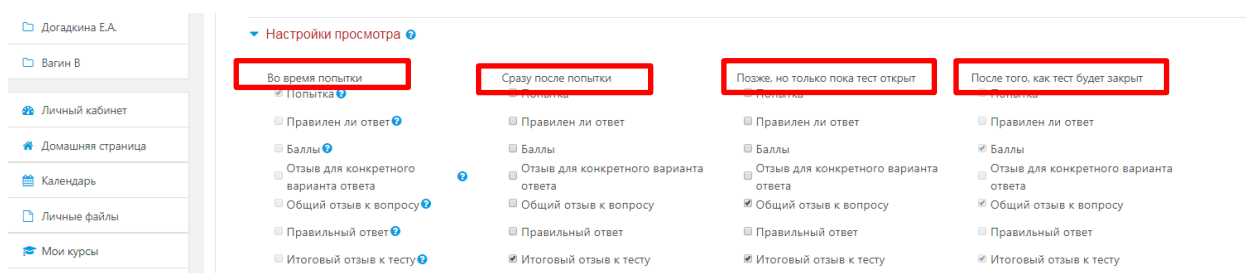 Догадкина Е.А.
Вагин В
Личный кабинет
Домашняя страница
Календарь
Личные файлы
Мои курсы
Настройки просмотра
Во время попытки
Попытка
Правилен ли ответ
Баллы
Отзыв для конкретного
варианта ответа
Общий отзыв к вопросу
Правильный ответ
Итоговый отзыв к тесту
Сразу после попытки
Попытка
Правилен ли ответ
Баллы
Отзыв для конкретного варианта
ответа
Общий отзыв к вопросу
Правильный ответ
Итоговый отзыв к тесту
Позже, но только пока тест открыт
Попытка
Правилен ли ответ
Баллы
Отзыв для конкретного варианта
ответа
Общий отзыв к вопросу
Правильный ответ
Итоговый отзыв к тесту
После того, как тест будет закрыт
Попытка
Правилен ли ответ
Баллы
Отзыв для конкретного варианта
ответа
Общий отзыв к вопросу
Правильный ответ
Итоговый отзыв к тесту